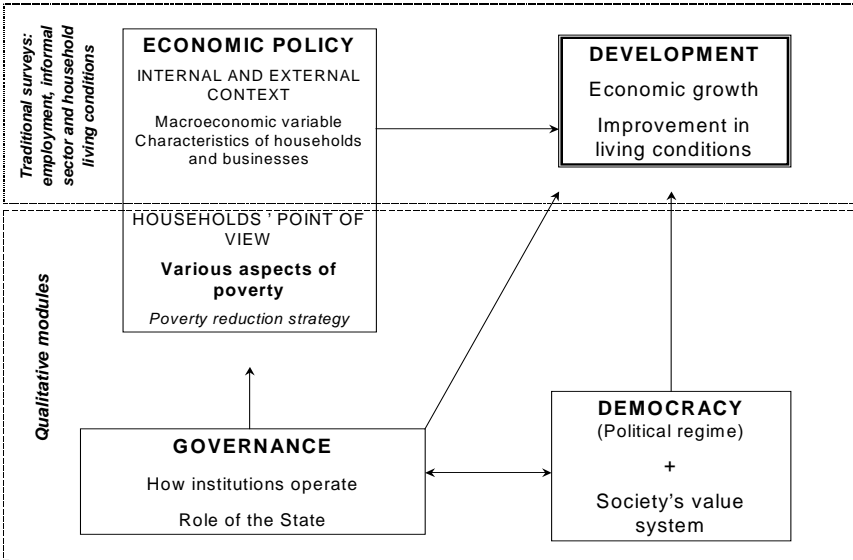 Traditional surveys:
employment, informal
sector and household
living conditions
ECONOMIC POLICY
INTERNAL AND EXTERNAL
CONTEXT
Macroeconomic variable
Characteristics of households
and businesses
HOUSEHOLDS ' POINT OF
VIEW
Various aspects of
poverty
Poverty reduction strategy
DEVELOPMENT
Economic growth
Improvement in
living conditions
Qualitative modules
GOVERNANCE
How institutions operate
Role of the State
DEMOCRACY
(Political regime)
+
Society's value
system